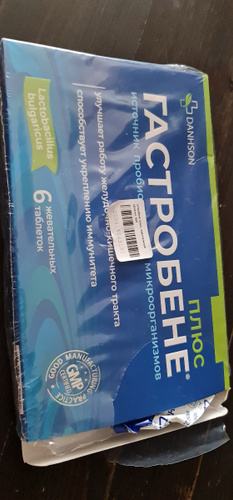 DANHSON
ГАСТРОБЕНЕ®
ПЛЮС
источник пробио
микроорганизмов
улучшает работу желудочно-кишечного тракта
способствует укреплению иммунитета
Lactobacillus
bulgaricus
6 жевательных
таблеток
GOOD MANUFACTURING PRACTICE
GMP